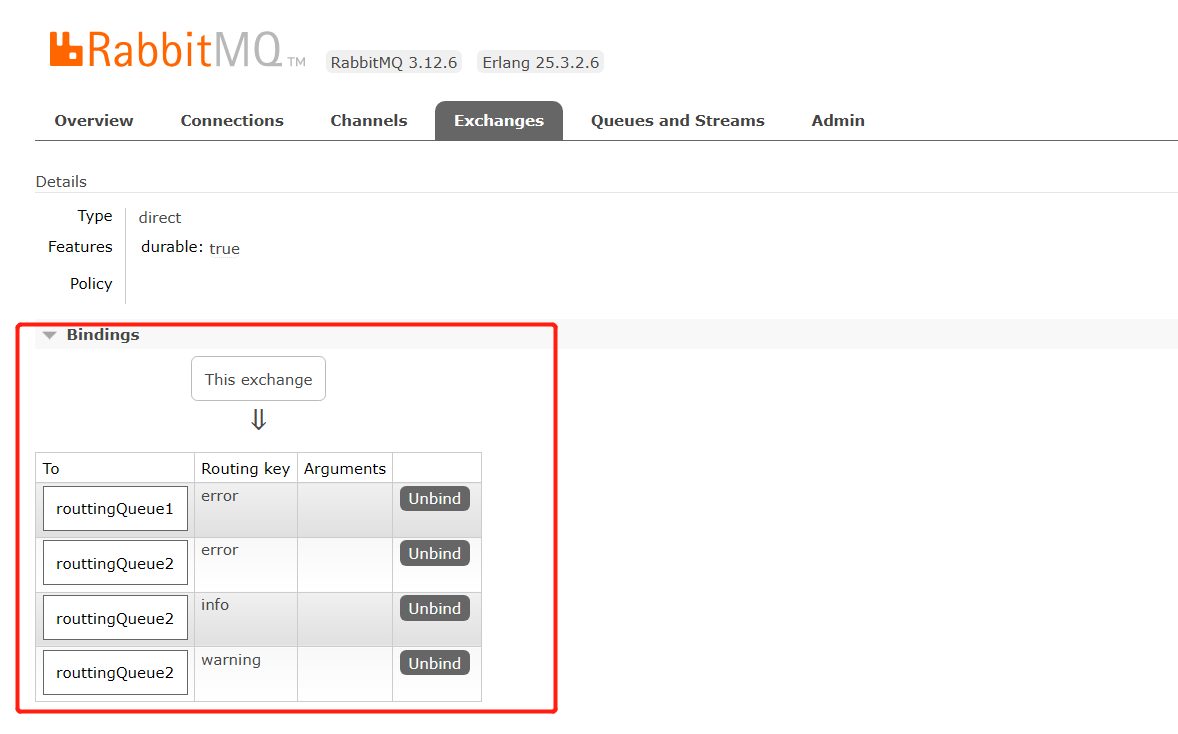 RabbitMQ TM RabbitMQ 3.12.6 Erlang 25.3.2.6
Overview Connections Channels Exchanges Queues and Streams Admin
Details
Type direct
Features durable: true
Policy
Bindings
This exchange
⇓
To Routing key Arguments
routtingQueue1 error Unbind
routtingQueue2 error Unbind
routtingQueue2 info Unbind
routtingQueue2 warning Unbind